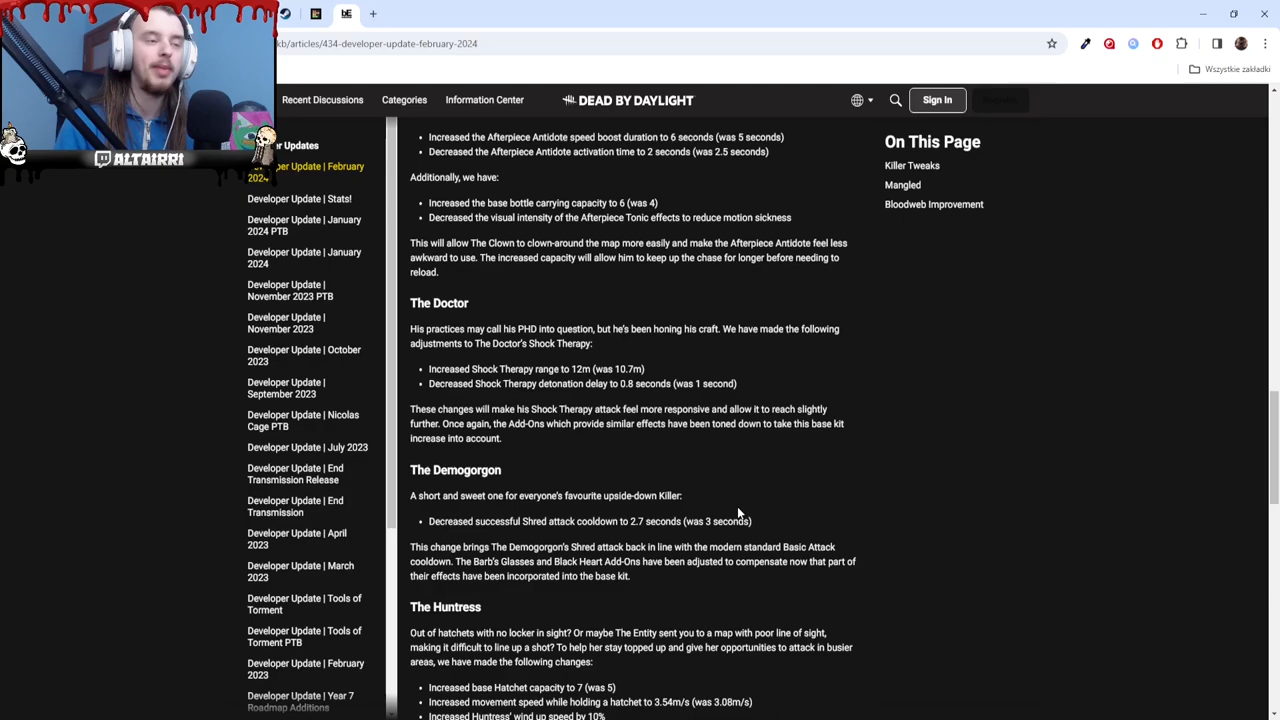 kb/articles/434-developer-update-february-2024
Wszystkie zakładki
Recent Discussions
Categories
Information Center
DEAD BY DAYLIGHT
Sign In
ALTAIRRI
Updates
Developer Update | February 2024
Developer Update | Stats!
Developer Update | January
2024 PTB
Developer Update | January
2024
Developer Update |
November 2023 PTB
Developer Update |
November 2023
Developer Update | October
2023
Developer Update |
September 2023
Developer Update | Nicolas
Cage PTB
Developer Update | July 2023
Developer Update | End
Transmission Release
Developer Update | End
Transmission
Developer Update | April
2023
Developer Update | March
2023
Developer Update | Tools of
Torment
Developer Update | Tools of
Torment PTB
Developer Update | February
2023
Developer Update | Year 7
Roadmap Additions
• Increased the Afterpiece Antidote speed boost duration to 6 seconds (was 5 seconds)
• Decreased the Afterpiece Antidote activation time to 2 seconds (was 2.5 seconds)
Additionally, we have:
• Increased the base bottle carrying capacity to 6 (was 4)
• Decreased the visual intensity of the Afterpiece Tonic effects to reduce motion sickness
This will allow The Clown to clown-around the map more easily and make the Afterpiece Antidote feel less
awkward to use. The increased capacity will allow him to keep up the chase for longer before needing to
reload.
The Doctor
His practices may call his PHD into question, but he's been honing his craft. We have made the following
adjustments to The Doctor's Shock Therapy:
• Increased Shock Therapy range to 12m (was 10.7m)
• Decreased Shock Therapy detonation delay to 0.8 seconds (was 1 second)
These changes will make his Shock Therapy attack feel more responsive and allow it to reach slightly
further. Once again, the Add-Ons which provide similar effects have been toned down to take this base kit
increase into account.
The Demogorgon
A short and sweet one for everyone's favourite upside-down Killer:
• Decreased successful Shred attack cooldown to 2.7 seconds (was 3 seconds)
This change brings The Demogorgon's Shred attack back in line with the modern standard Basic Attack
cooldown. The Barb's Glasses and Black Heart Add-Ons have been adjusted to compensate now that part of
their effects have been incorporated into the base kit.
The Huntress
Out of hatchets with no locker in sight? Or maybe The Entity sent you to a map with poor line of sight,
making it difficult to line up a shot? To help her stay topped up and give her opportunities to attack in busier
areas, we have made the following changes:
• Increased base Hatchet capacity to 7 (was 5)
• Increased movement speed while holding a hatchet to 3.54m/s (was 3.08m/s)
• Increased Huntress' wind up speed by 10%
On This Page
Killer Tweaks
Mangled
Bloodweb Improvement